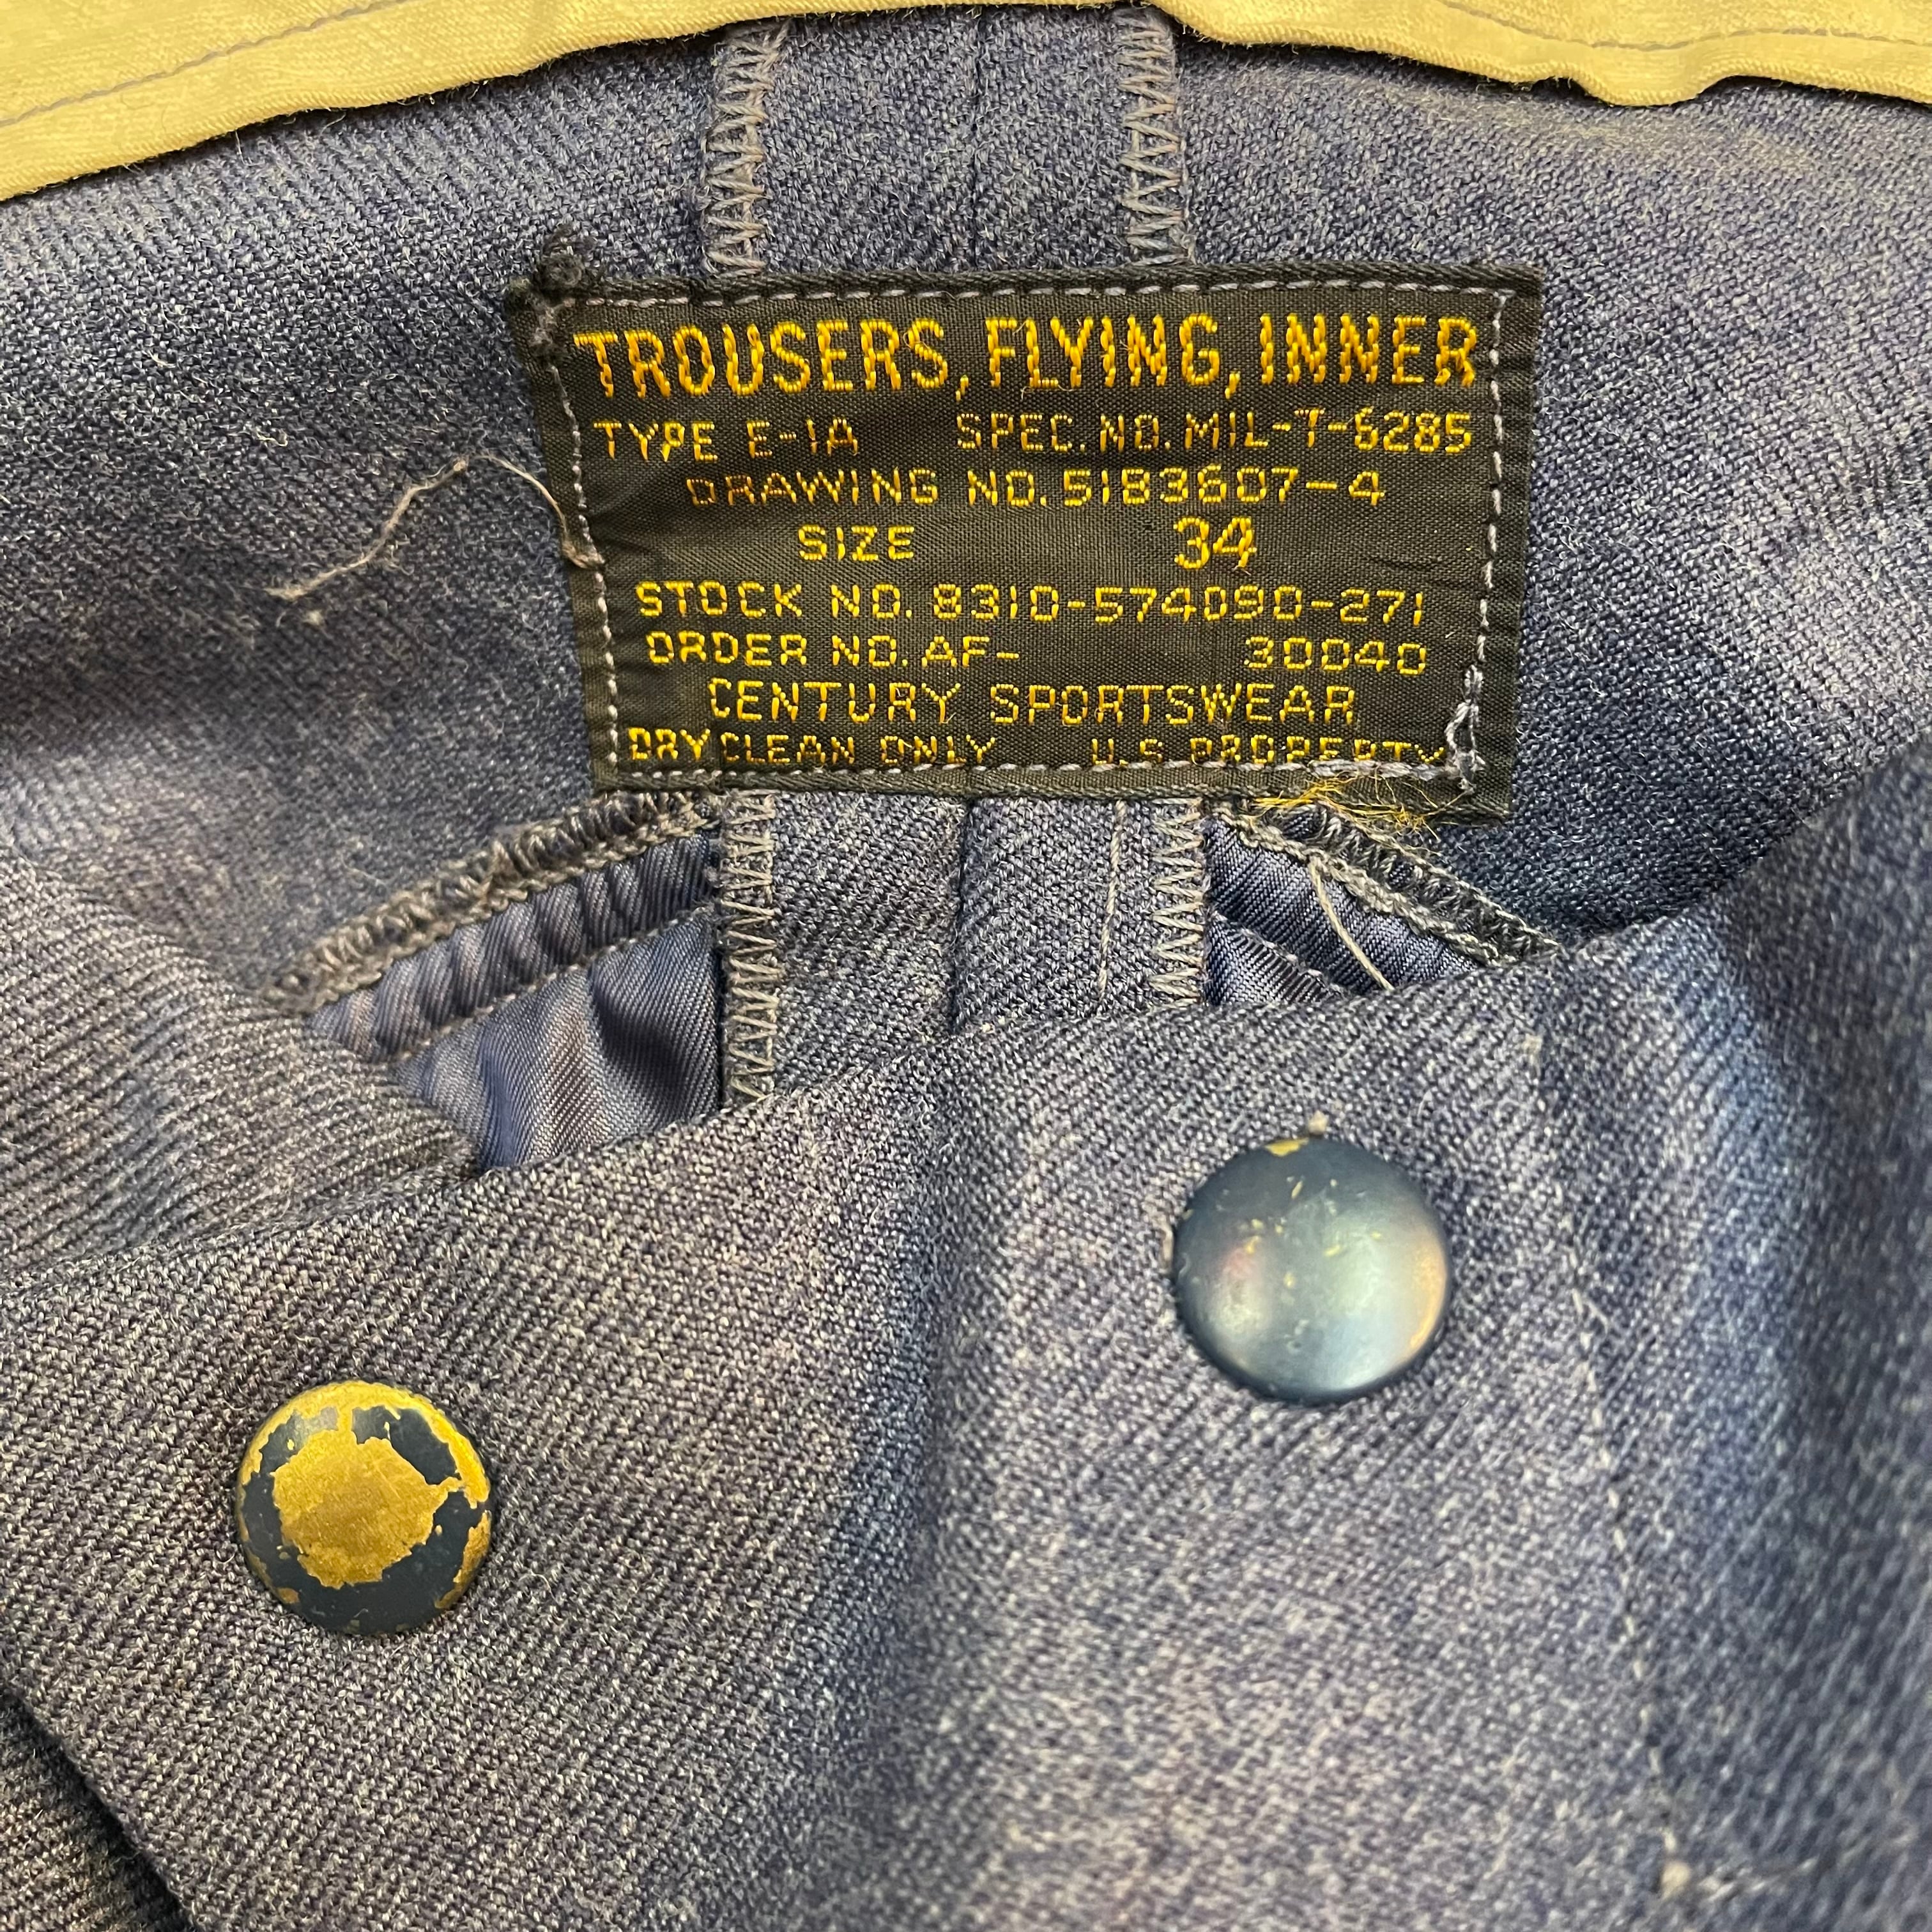 TROUSERS, FLYING, INNER
TYPE E-1A SPEC. NO. MIL-T-6285
DRAWING NO. 51B3607-4
SIZE 34
STOCK NO. 8310-574090-271
ORDER NO. AF- 30040
CENTURY SPORTSWEAR
DRY CLEAN ONLY U.S PROPERTY